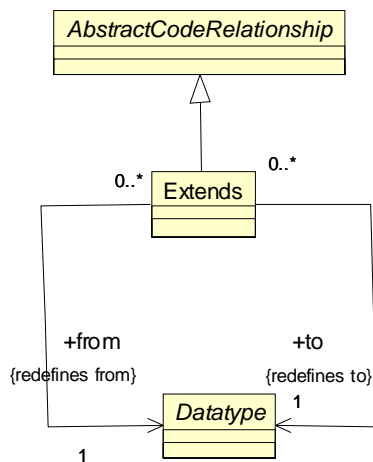 AbstractCodeRelationship
0..*
0..*
Extends
+from
{redefines from}
+to
{redefines to}
1
Datatype
1